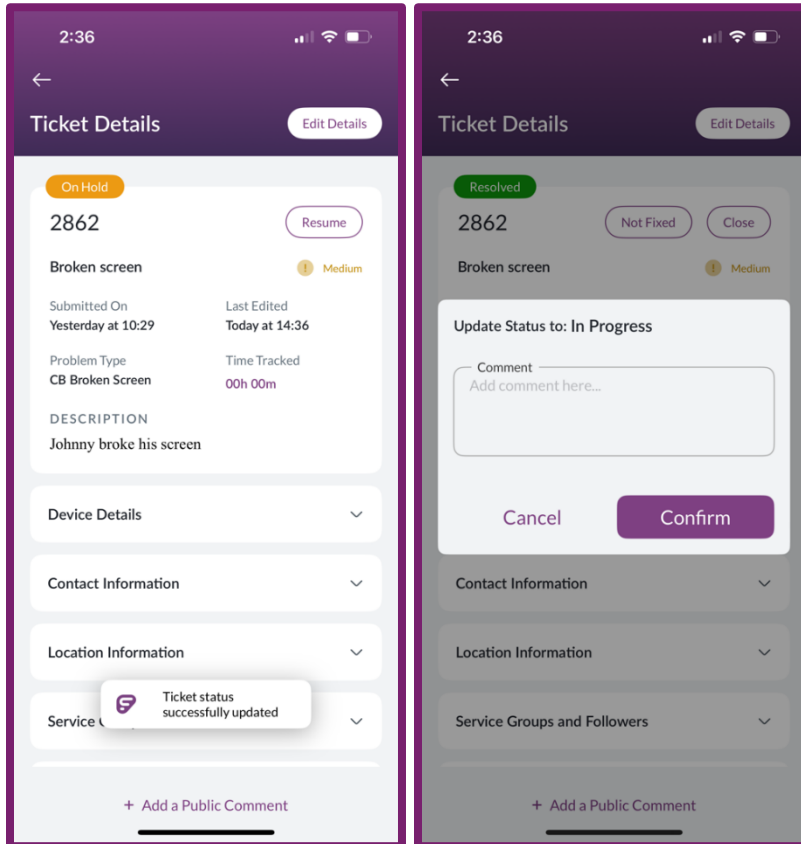 2:36
Ticket Details
Edit Details
On Hold
2862
Resume
Broken screen
! Medium
Submitted On
Last Edited
Yesterday at 10:29
Today at 14:36
Problem Type
Time Tracked
CB Broken Screen
00h 00m
DESCRIPTION
Johnny broke his screen
Device Details
Contact Information
Location Information
Ticket status
successfully updated
Service
+ Add a Public Comment
2:36
Ticket Details
Edit Details
Resolved
2862
Not Fixed
Close
Broken screen
! Medium
Update Status to: In Progress
Comment
Add comment here...
Cancel
Confirm
Contact Information
Location Information
Service Groups and Followers
+ Add a Public Comment